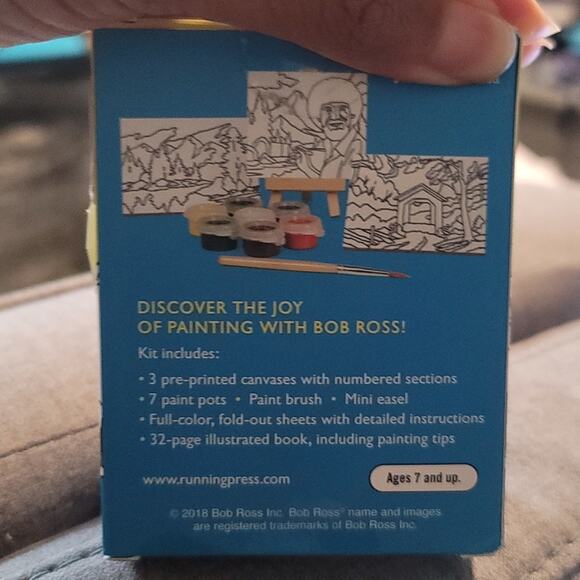 DISCOVER THE JOY
OF PAINTING WITH BOB ROSS!
Kit includes:
• 3 pre-printed canvases with numbered sections
• 7 paint pots • Paint brush • Mini easel
• Full-color, fold-out sheets with detailed instructions
• 32-page illustrated book, including painting tips
www.runningpress.com
Ages 7 and up.
© 2018 Bob Ross Inc. Bob Ross® name and images
are registered trademarks of Bob Ross Inc.